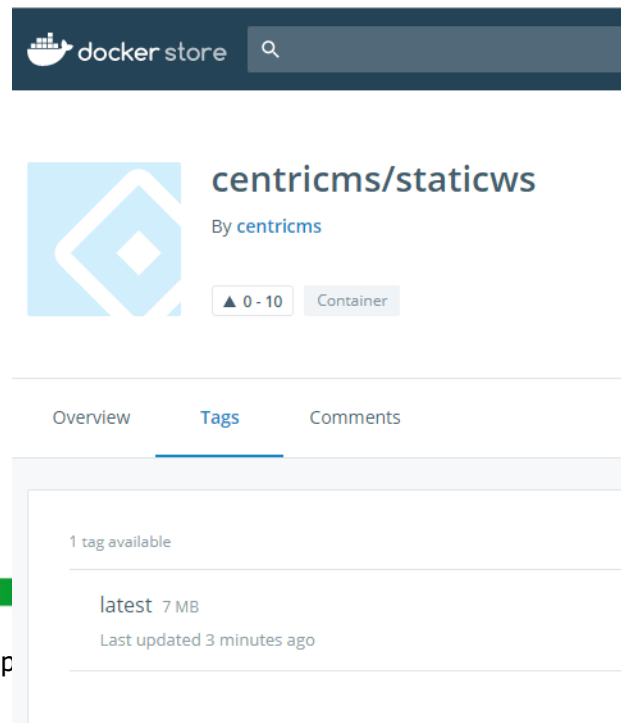 docker store
centricms/staticws
By centricms
▲ 0 - 10 Container
Overview Tags Comments
1 tag available
latest 7 MB
Last updated 3 minutes ago
p